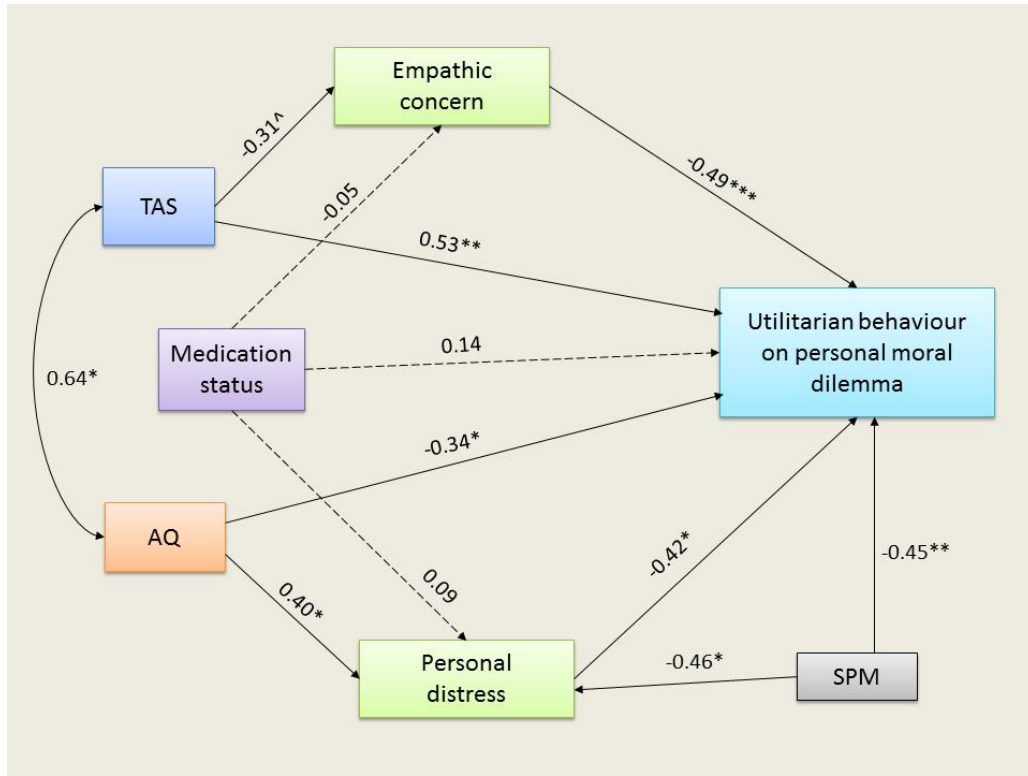 Empathic
concern
-0.31^
-0.05
-0.49***
TAS
0.53**
Medication
status
0.14
Utilitarian behaviour
on personal moral
dilemma
0.64*
-0.34*
AQ
0.40*
0.09
-0.42*
-0.45**
Personal
distress
-0.46*
SPM